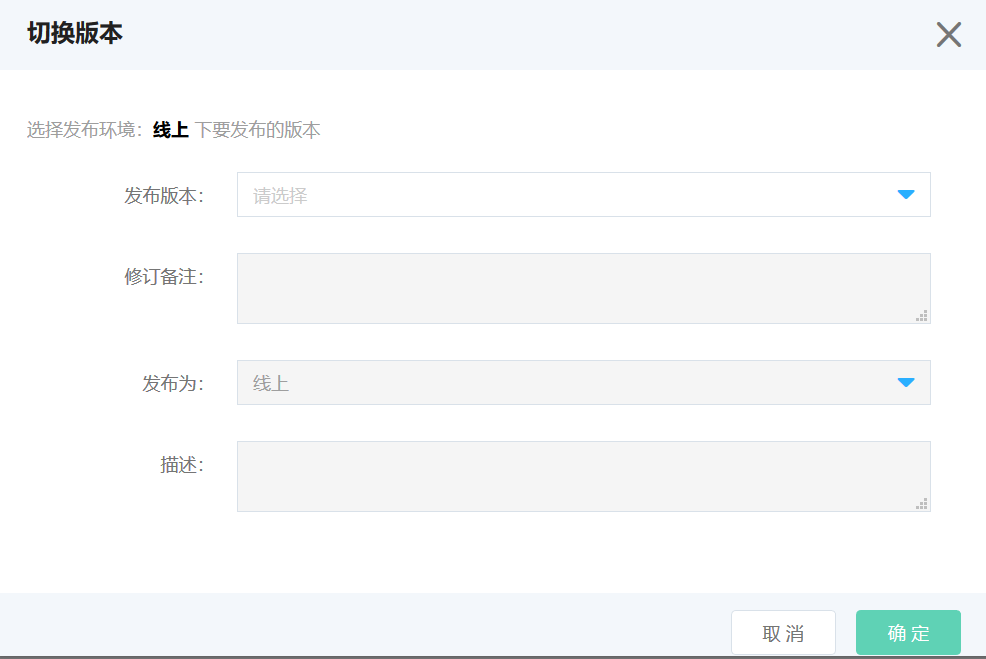 切换版本
选择发布环境：线上 下要发布的版本
发布版本：
请选择
修订备注：
发布为：
线上
描述：
取消
确定